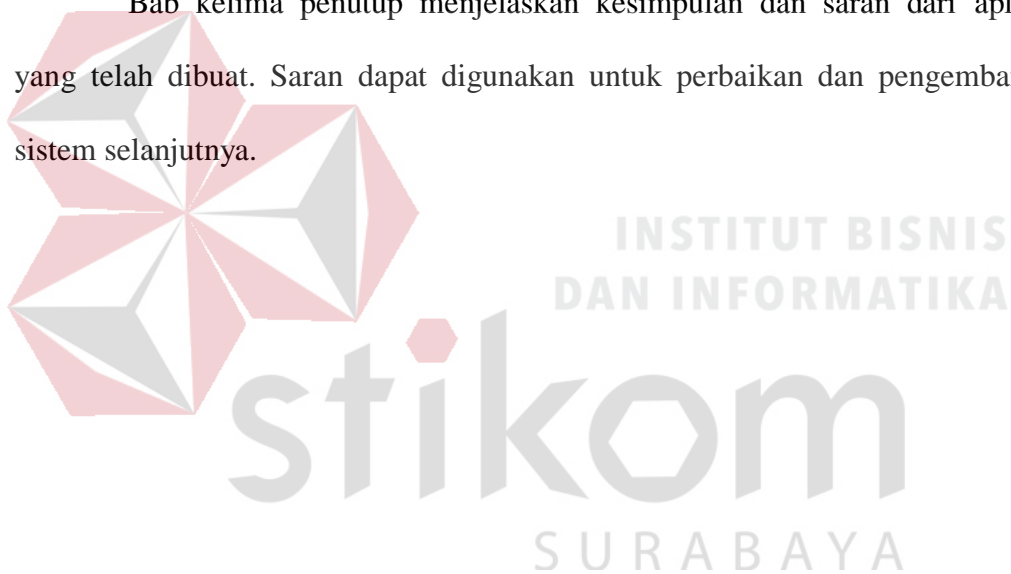 Bab kelima penutup menjelaskan kesimpulan dan saran dari
yang telah dibuat. Saran dapat digunakan untuk perbaikan dan
sistem selanjutnya.
INSTITUT BISNIS
DAN INFORMATIKA
stikom
SURABAYA